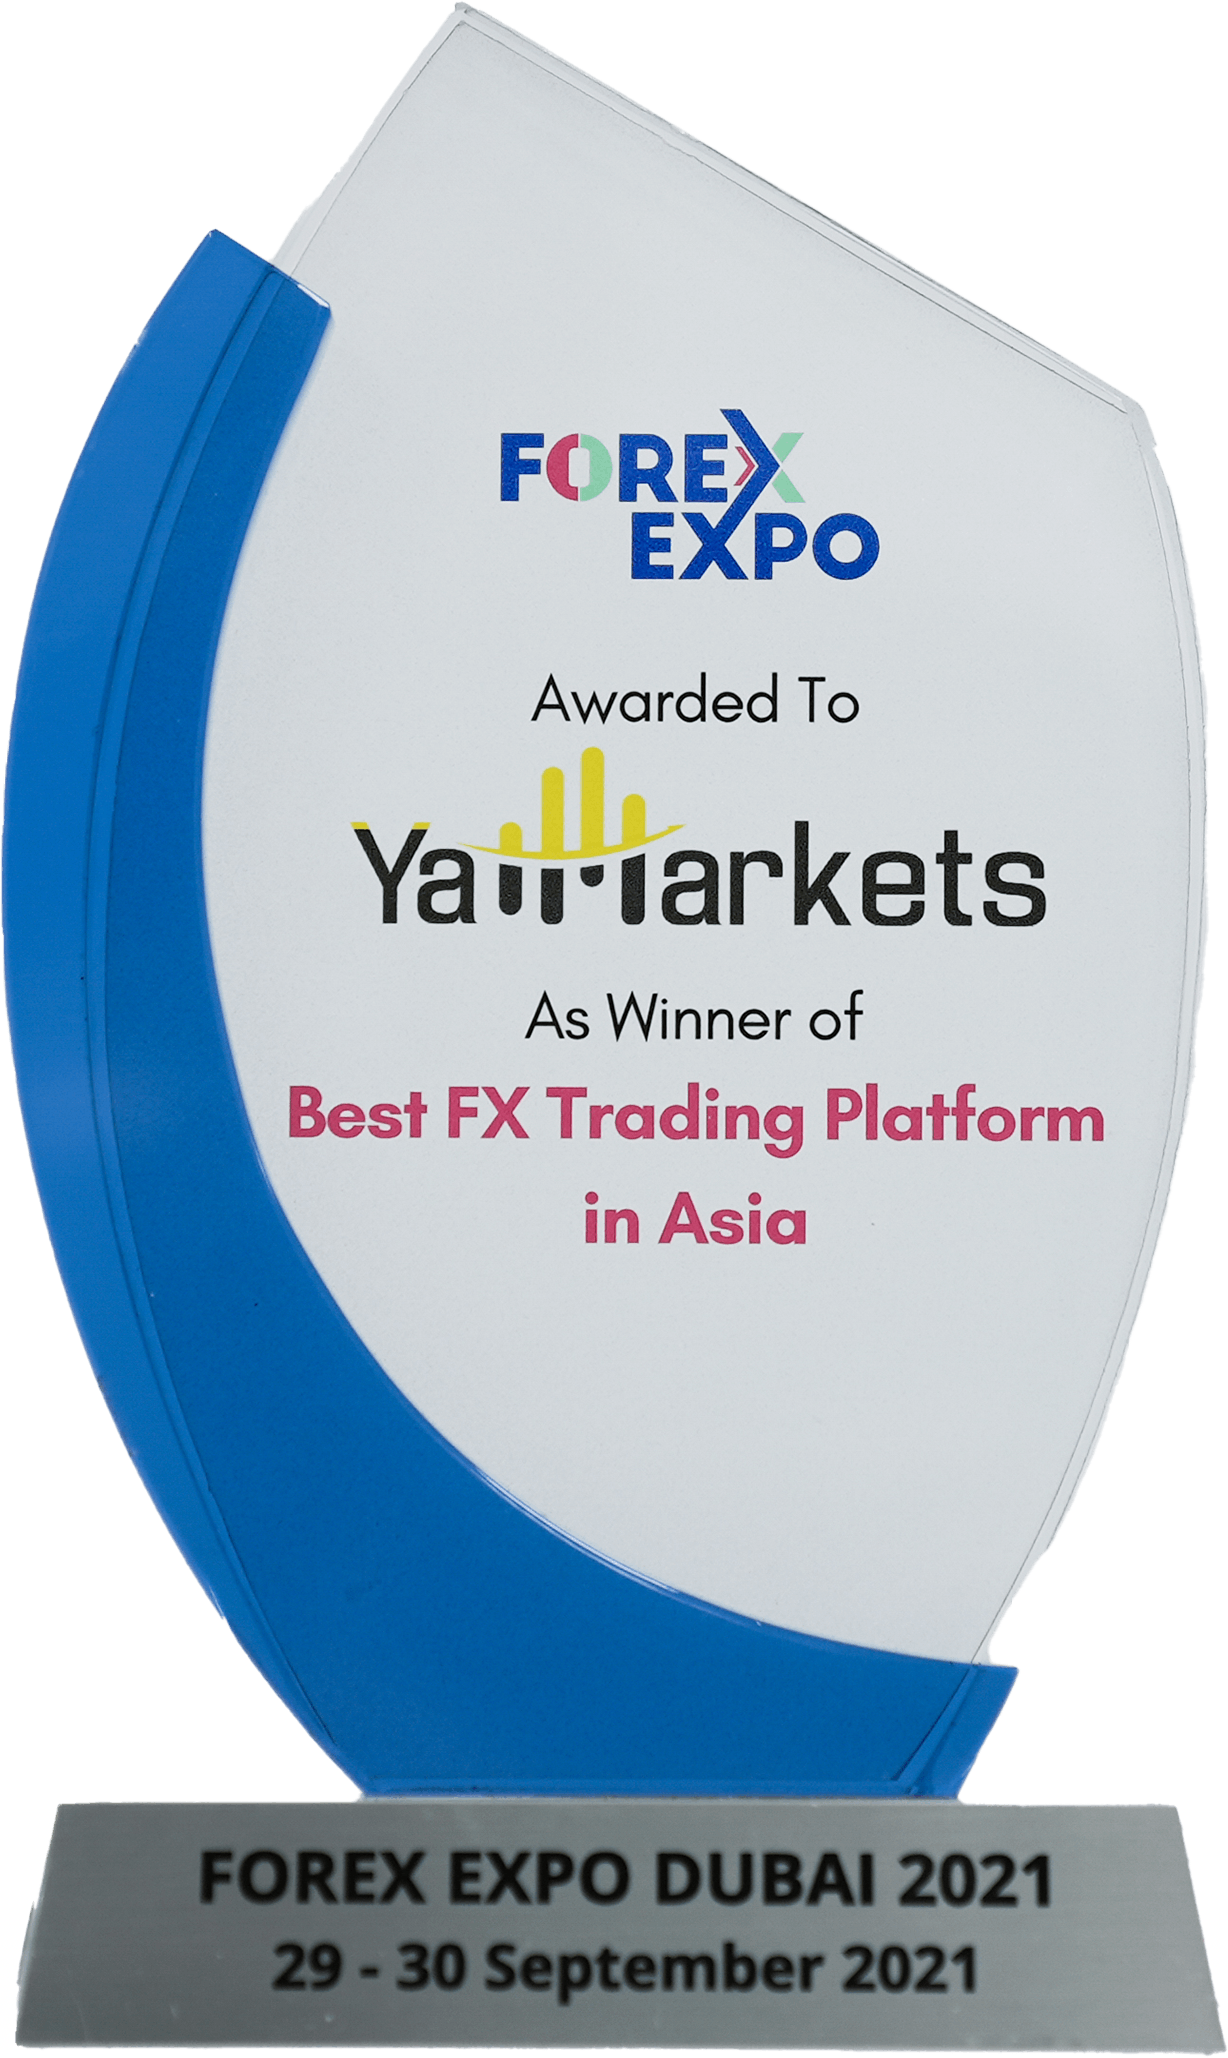 FOREX
EXPO
Awarded To
YaMarkets
As Winner of
Best FX Trading Platform
in Asia
FOREX EXPO DUBAI 2021
29 - 30 September 2021